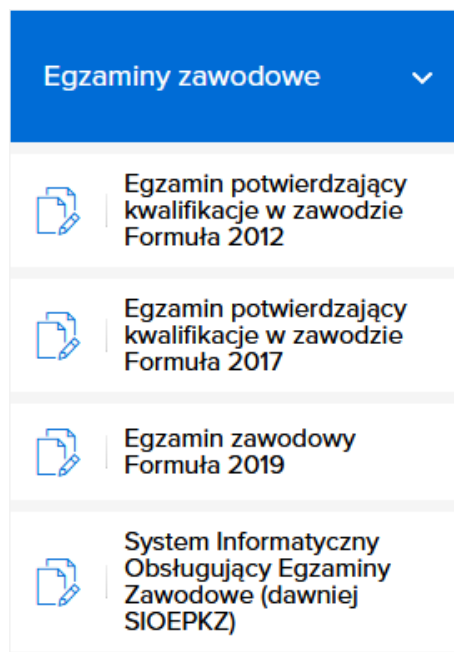 Egzaminy zawodowe
Egzamin potwierdzający
kwalifikacje w zawodzie
Formuła 2012
Egzamin potwierdzający
kwalifikacje w zawodzie
Formuła 2017
Egzamin zawodowy
Formuła 2019
System Informatyczny
Obsługujący Egzaminy
Zawodowe (dawniej
SIOEPKZ)